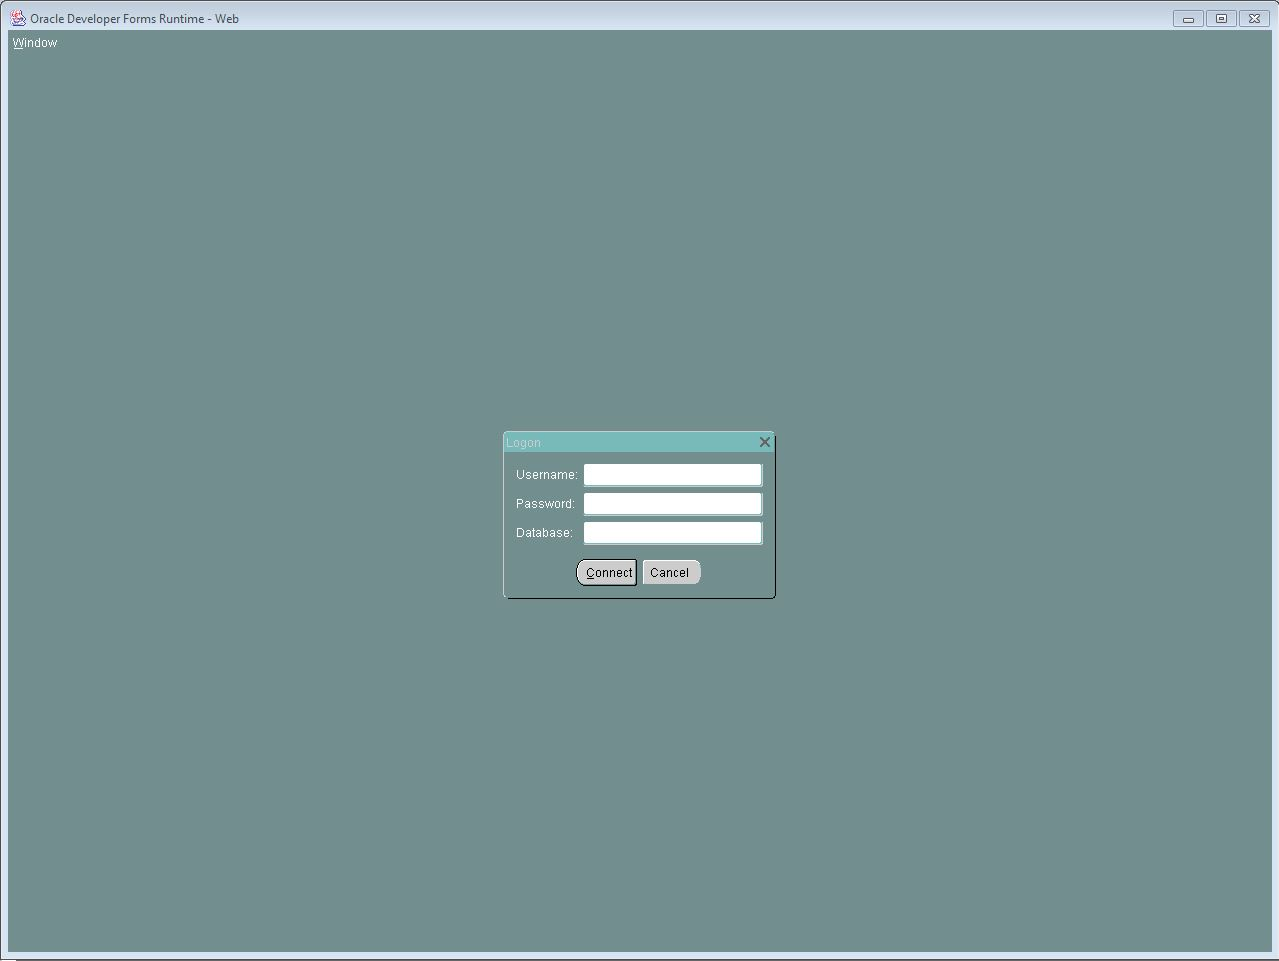 Oracle Developer Forms Runtime - Web
Window
Logon
Username:
Password:
Database:
Connect Cancel